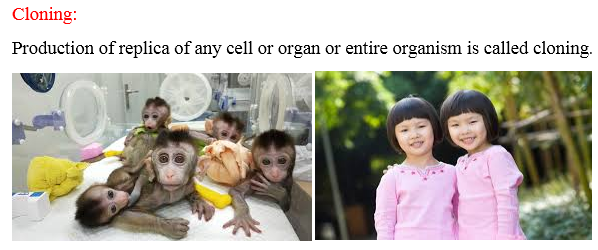 Cloning:
Production of replica of any cell or organ or entire organism is called cloning.